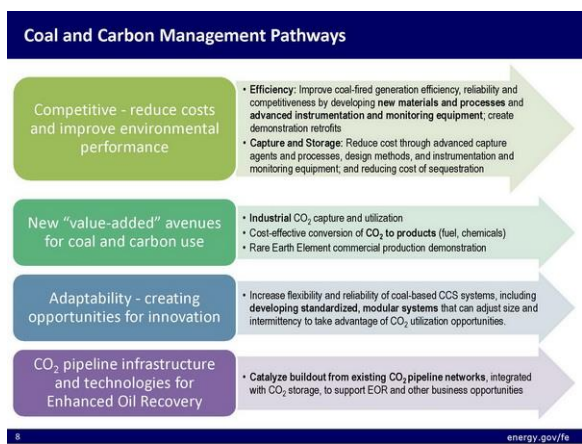 Coal and Carbon Management Pathways
Competitive - reduce costs
and improve environmental
performance
• Efficiency: Improve coal-fired generation efficiency, reliability and
competitiveness by developing new materials and processes and
advanced instrumentation and monitoring equipment; create
demonstration retrofits
• Capture and Storage: Reduce cost through advanced capture
agents and processes, design methods, and instrumentation and
monitoring equipment; and reducing cost of sequestration
New “value-added” avenues
for coal and carbon use
• Industrial CO₂ capture and utilization
• Cost-effective conversion of CO₂ to products (fuel, chemicals)
• Rare Earth Element commercial production demonstration
Adaptability - creating
opportunities for innovation
• Increase flexibility and reliability of coal-based CCS systems, including
developing standardized, modular systems that can adjust size and
intermittency to take advantage of CO₂ utilization opportunities.
CO₂ pipeline infrastructure
and technologies for
Enhanced Oil Recovery
• Catalyze buildout from existing CO₂ pipeline networks, integrated
with CO₂ storage, to support EOR and other business opportunities
8
energy.gov/fe